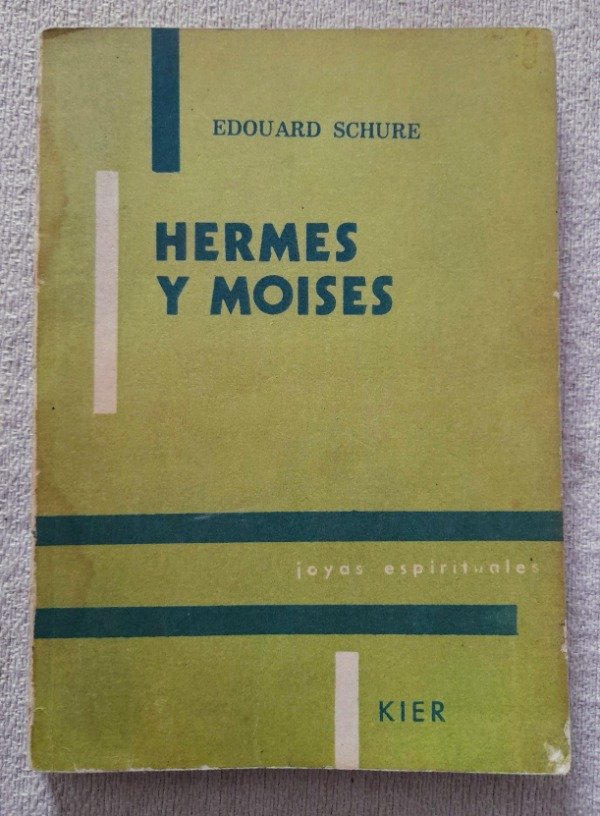 EDOUARD SCHURE
HERMES
Y MOISES
joyas espirituales
KIER